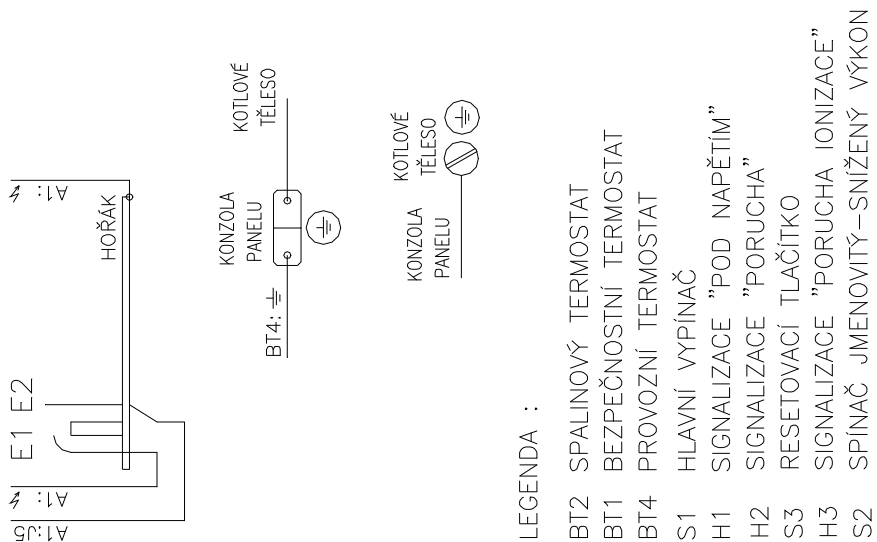 A1:J5
A1:
E1 E2
A1:
HOŘÁK
BT4:
KONZOLA
PANELU
KOTLOVÉ
TĚLESO
KONZOLA
PANELU
KOTLOVÉ
TĚLESO
LEGENDA :
BT2 SPALINOVÝ TERMOSTAT
BT1 BEZPEČNOSTNÍ TERMOSTAT
BT4 PROVOZNÍ TERMOSTAT
S1 HLAVNÍ VYPÍNAČ
H1 SIGNALIZACE ”POD NAPĚTÍM”
H2 SIGNALIZACE ”PORUCHA”
S3 RESETOVACÍ TLAČÍTKO
H3 SIGNALIZACE ”PORUCHA IONIZACE”
S2 SPÍNAČ JMENOVITÝ–SNÍŽENÝ VÝKON